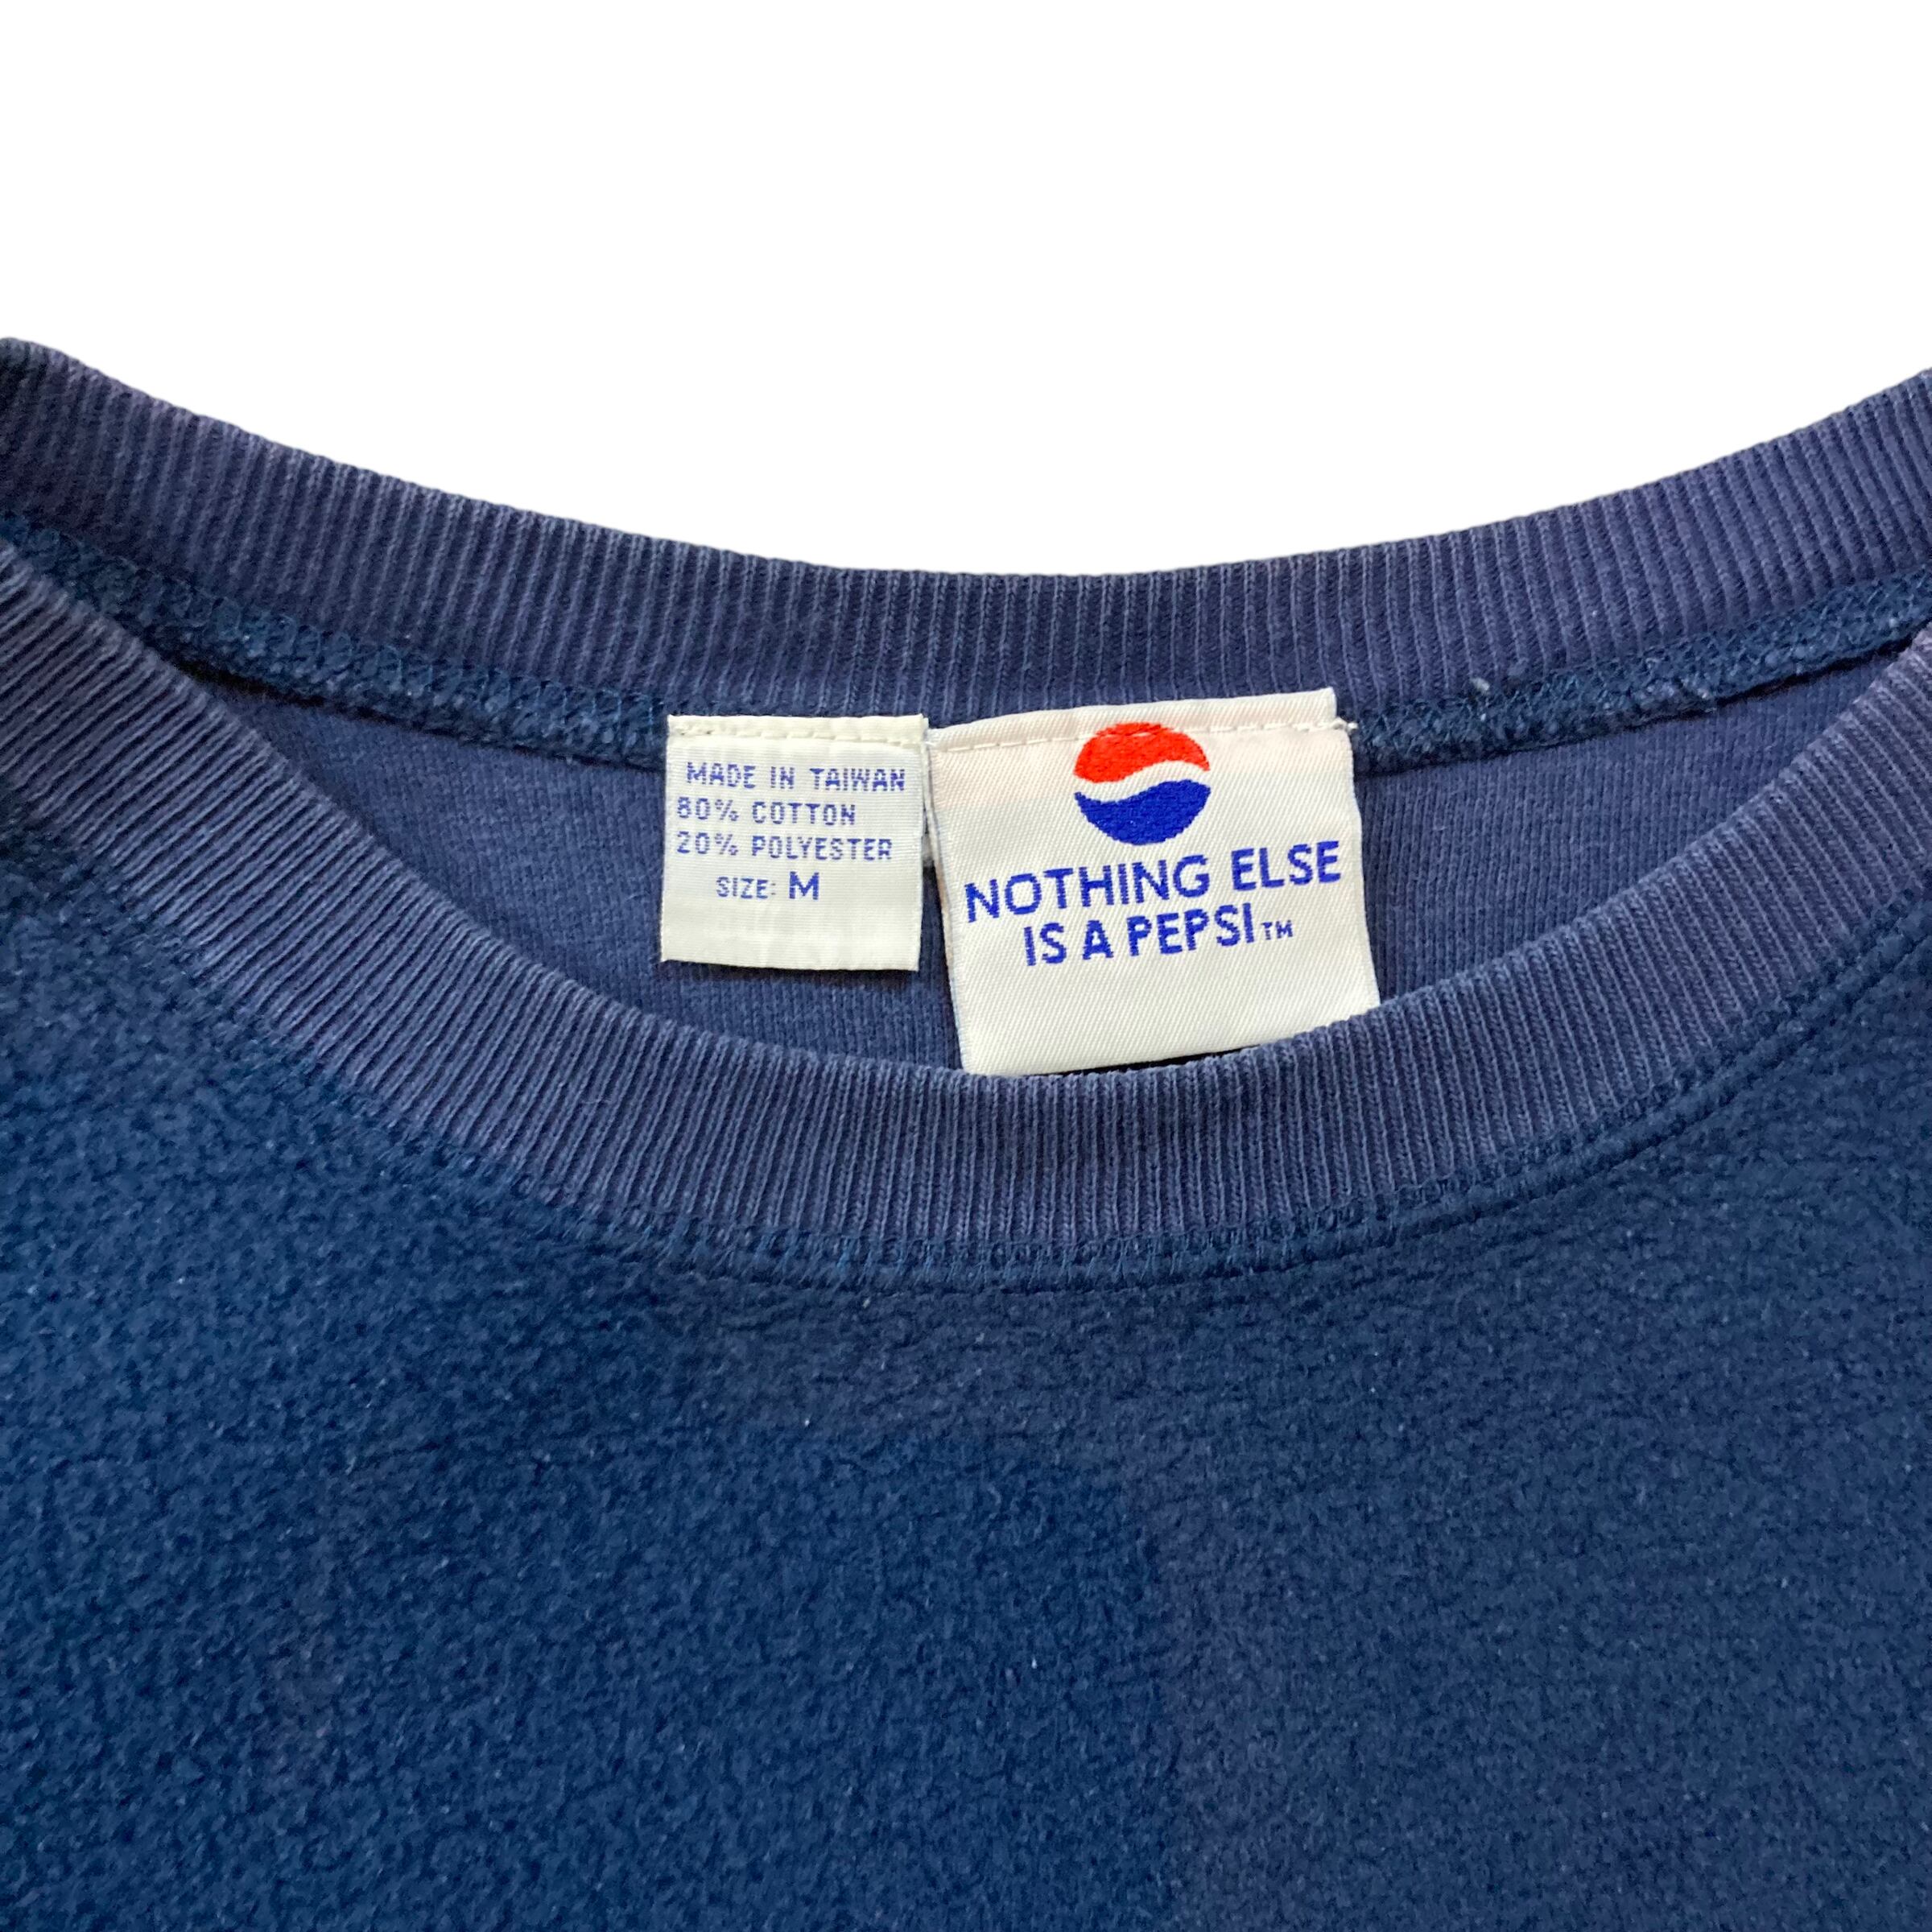 MADE IN TAIWAN
80% COTTON
20% POLYESTER
SIZE: M
NOTHING ELSE
IS A PEPSI™